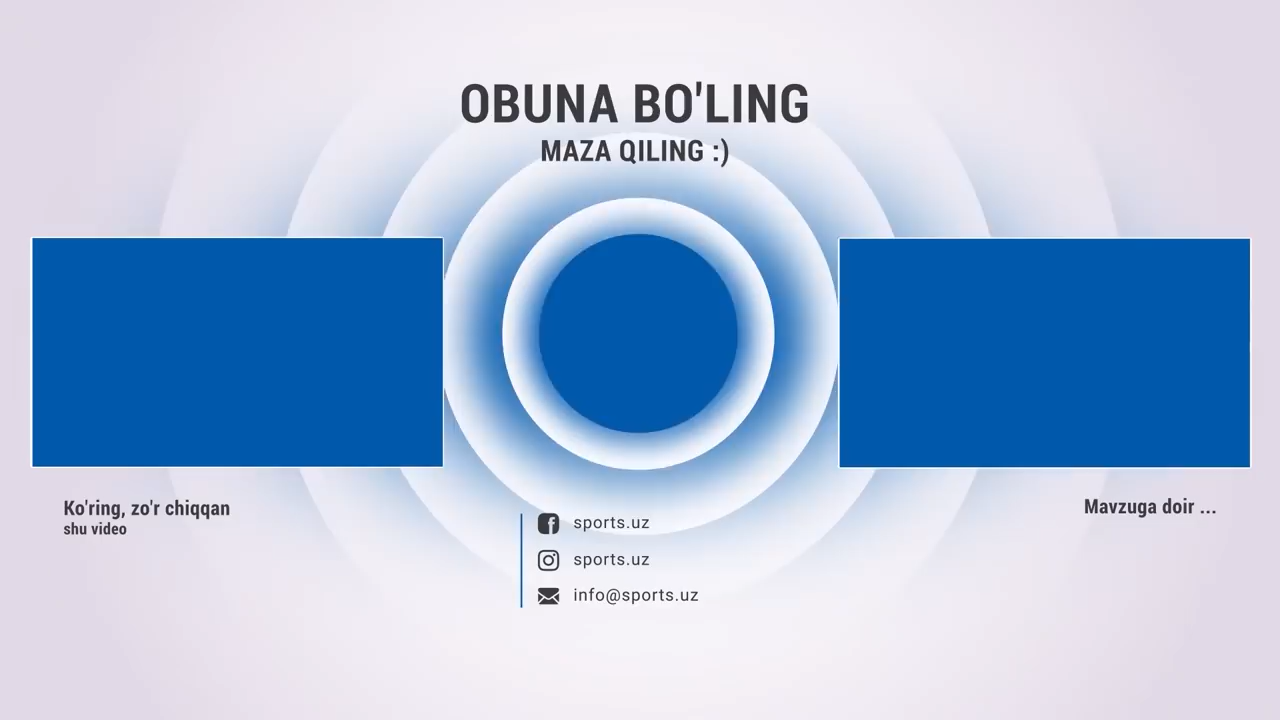 OBUNA BO'LING
MAZA QILING :)
Ko'ring, zo'r chiqqan
shu video
Mavzuga doir ...
sports.uz
sports.uz
info@sports.uz